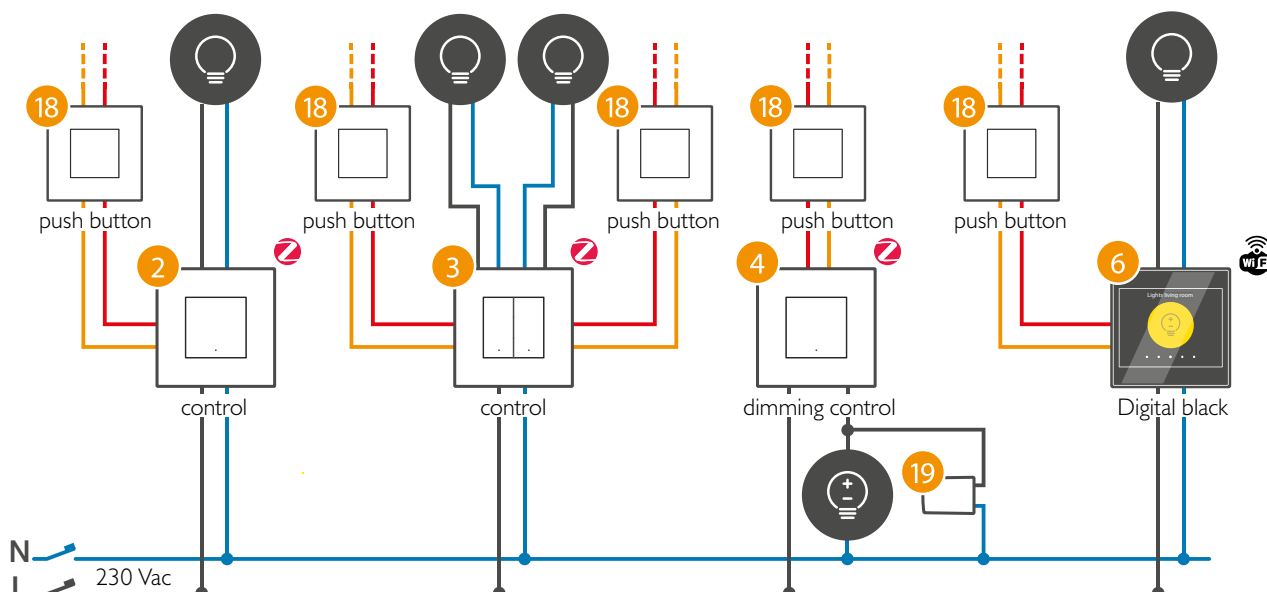 18
18
18
18
18
push button
push button
push button
push button
push button
2
Z
3
Z
4
Z
6
WiFi
Lights living room
control
control
dimming control
Digital black
19
N
230 Vac
L